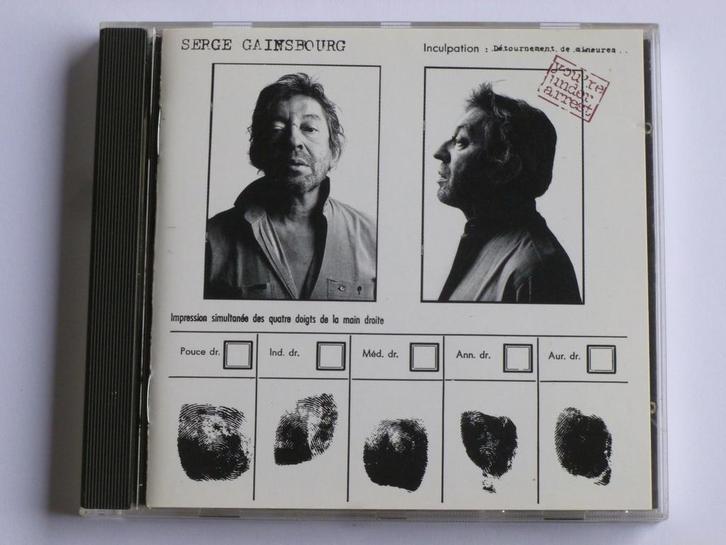 SERGE GAINSBOURG
Inculpation : Détournement de mineures..
you're
under
arrest
Impression simultanée des quatre doigts de la main droite
Pouce dr. Ind. dr. Méd. dr. Ann. dr. Aur. dr.